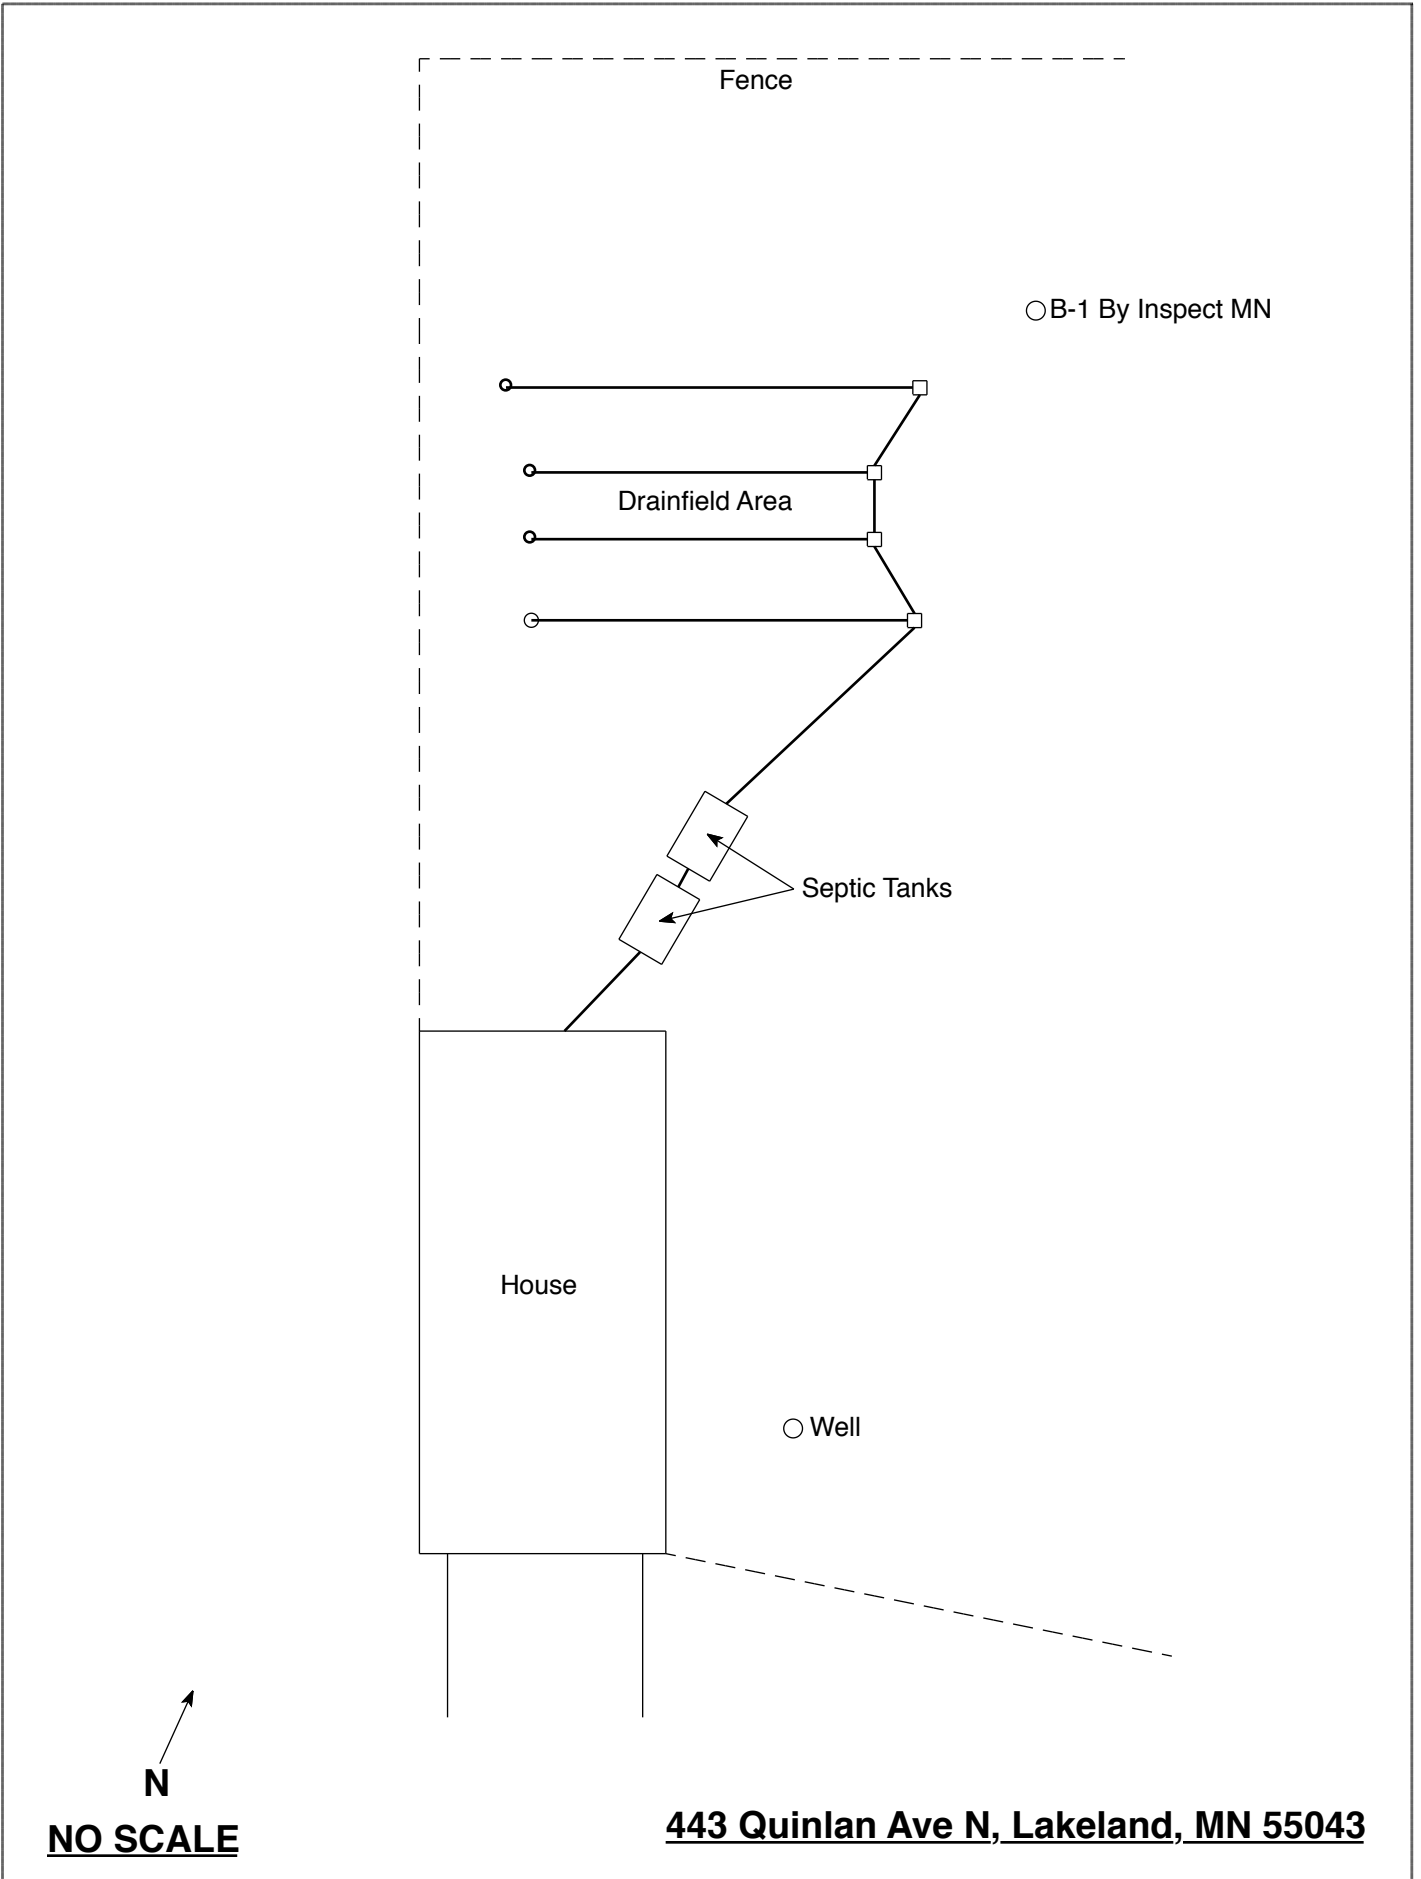 Fence
B-1 By Inspect MN
Drainfield Area
Septic Tanks
House
Well
N
NO SCALE
443 Quinlan Ave N, Lakeland, MN 55043